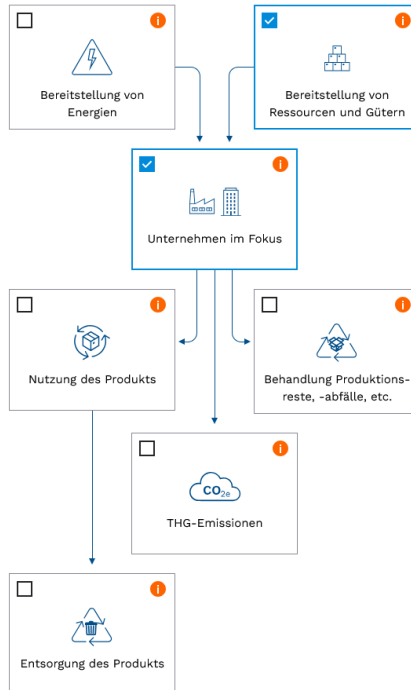 Bereitstellung von
Energien
Bereitstellung von
Ressourcen und Gütern
Unternehmen im Fokus
Nutzung des Produkts
Behandlung Produktions-
reste, -abfälle, etc.
CO2e
THG-Emissionen
Entsorgung des Produkts